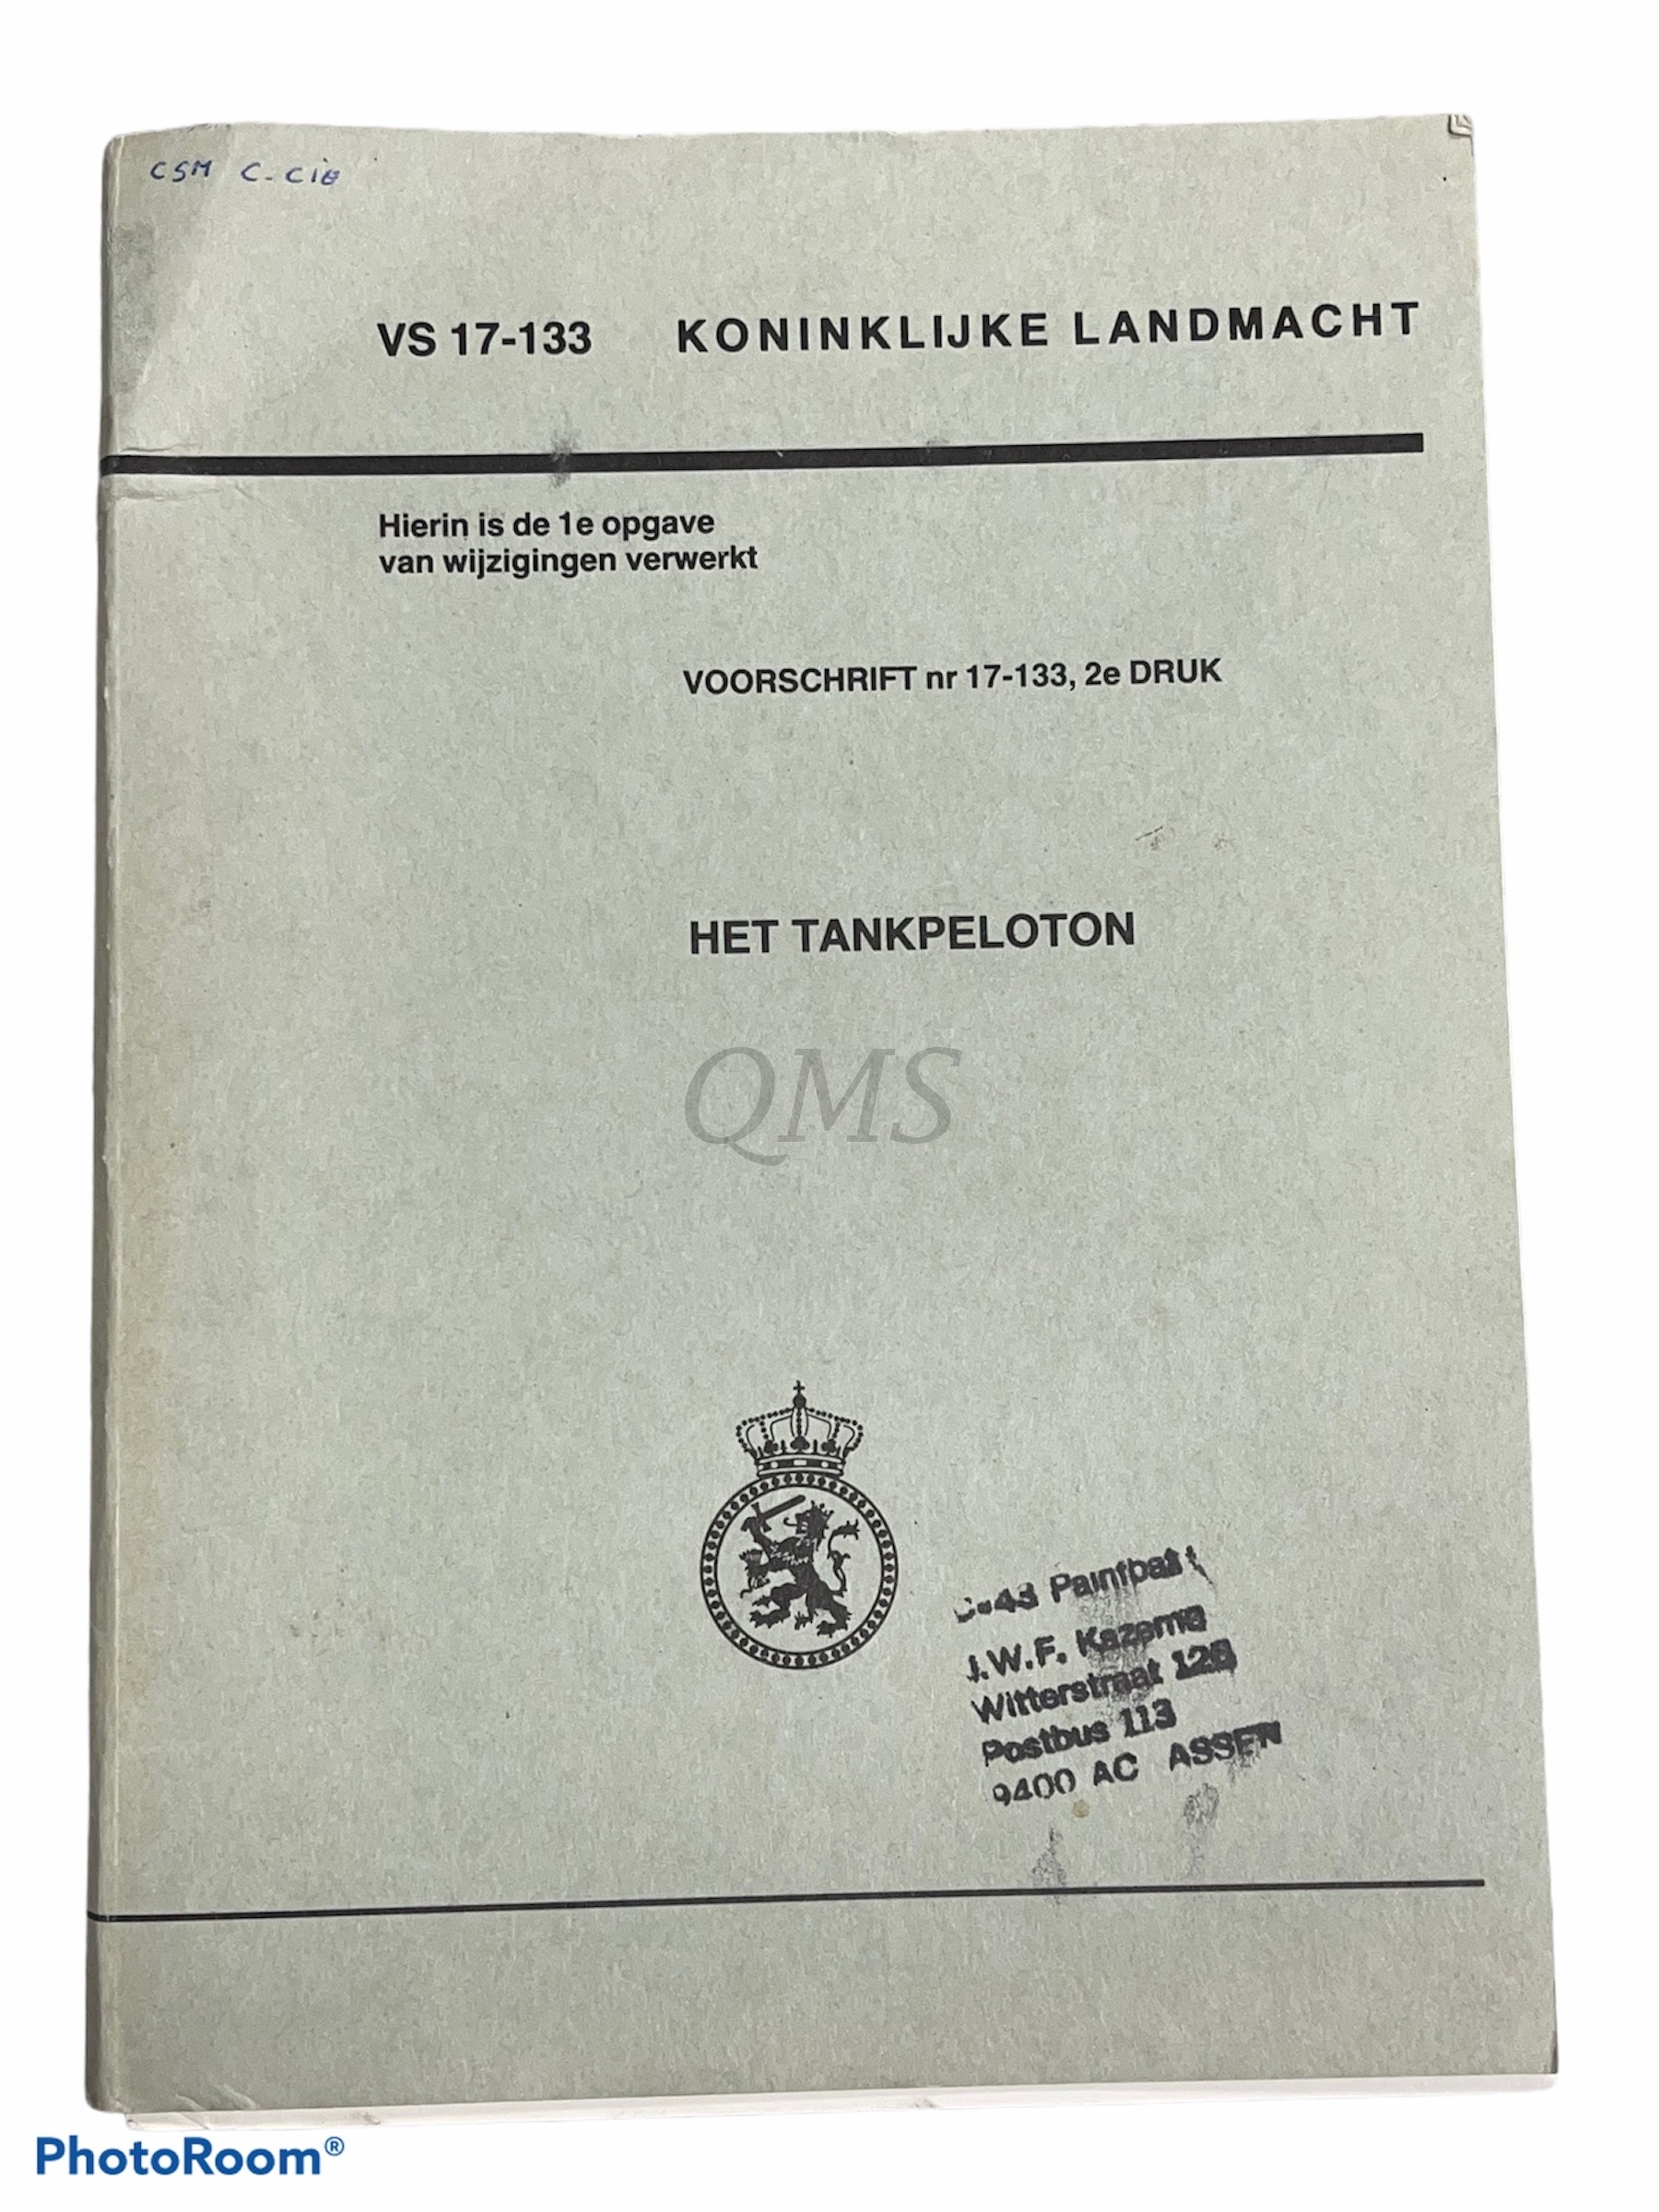 CSM C-Cie
VS 17-133 KONINKLIJKE LANDMACHT
Hierin is de 1e opgave
van wijzigingen verwerkt
VOORSCHRIFT nr 17-133, 2e DRUK
HET TANKPELOTON
QMS
Paintball
J.W.F. Kazema
Witterstraat
Postbus 113
9400 AC ASSEN
PhotoRoom®